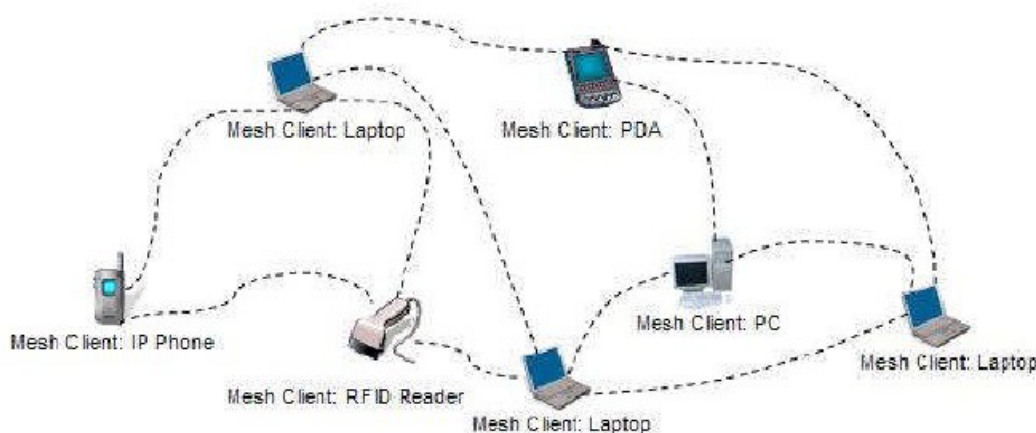 Mesh Client: Laptop
Mesh Client: PDA
Mesh Client: IP Phone
Mesh Client: PC
Mesh Client: Laptop
Mesh Client: RFID Reader
Mesh Client: Laptop